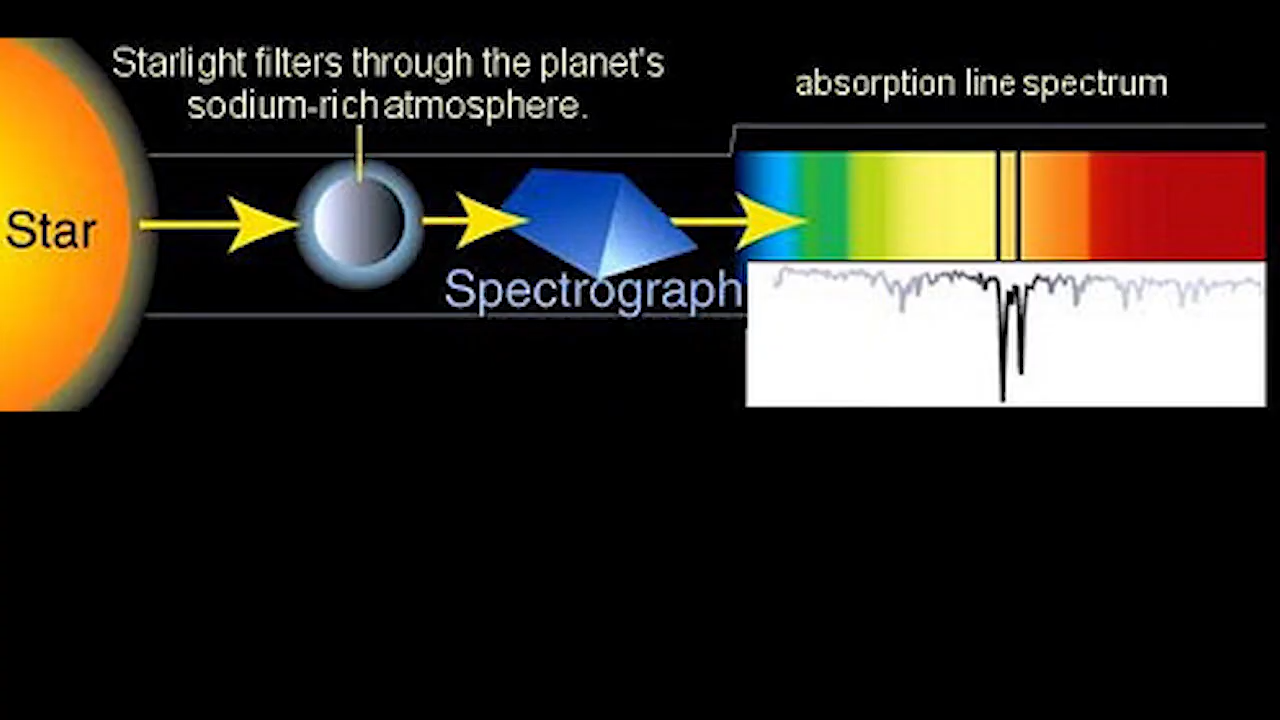 Starlight filters through the planet's
sodium-rich atmosphere.
absorption line spectrum
Star
Spectrograph